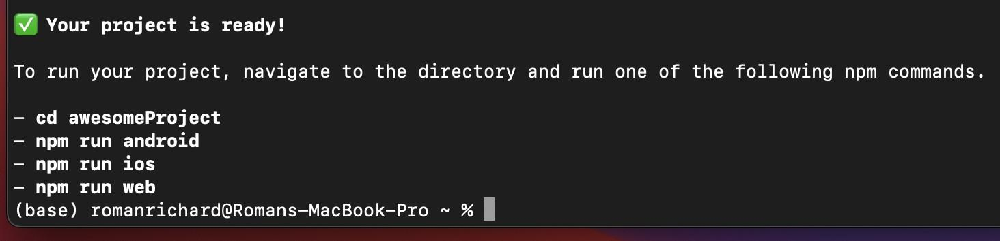 ✅ Your project is ready!
To run your project, navigate to the directory and run one of the following npm commands.
- cd awesomeProject
- npm run android
- npm run ios
- npm run web
(base) romanrichard@Romans-MacBook-Pro ~ %